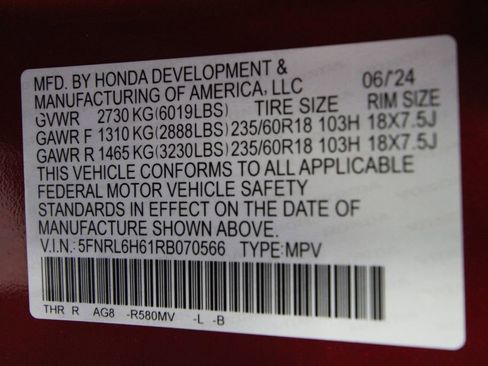 MFD. BY HONDA DEVELOPMENT &
MANUFACTURING OF AMERICA, LLC 06/24
GVWR 2730 KG(6019LBS) TIRE SIZE RIM SIZE
GAWR F 1310 KG(2888LBS) 235/60R18 103H 18X7.5J
GAWR R 1465 KG(3230LBS) 235/60R18 103H 18X7.5J
THIS VEHICLE CONFORMS TO ALL APPLICABLE
FEDERAL MOTOR VEHICLE SAFETY
STANDARDS IN EFFECT ON THE DATE OF
MANUFACTURE SHOWN ABOVE.
V.I.N.: 5FNRL6H61RB070566 TYPE:MPV
THR R AG8 -R580MV -L -B